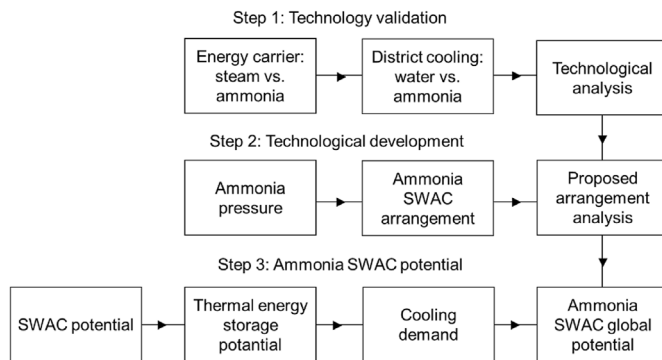 Step 1: Technology validation
Energy carrier:
steam vs.
ammonia
District cooling:
water vs.
ammonia
Technological
analysis
Step 2: Technological development
Ammonia
pressure
Ammonia
SWAC
arrangement
Proposed
arrangement
analysis
Step 3: Ammonia SWAC potential
SWAC potential
Thermal energy
storage
potential
Cooling
demand
Ammonia
SWAC global
potential